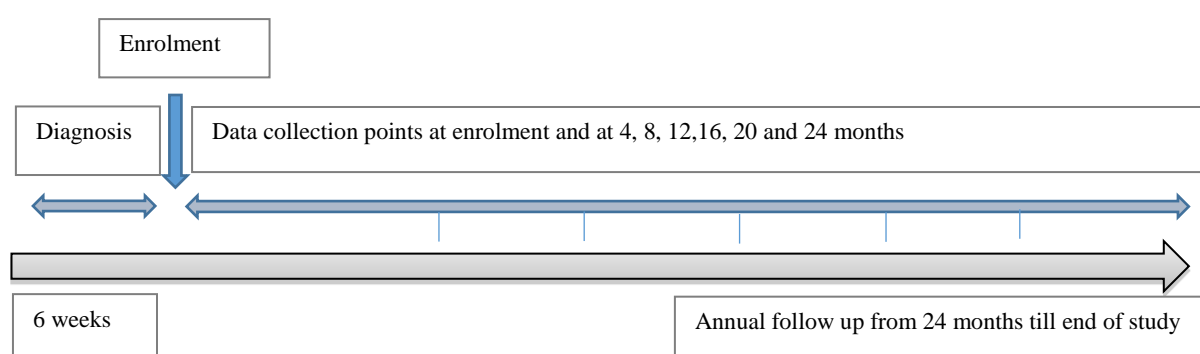 Enrolment
Diagnosis
Data collection points at enrolment and at 4, 8, 12,16, 20 and 24 months
6 weeks
Annual follow up from 24 months till end of study